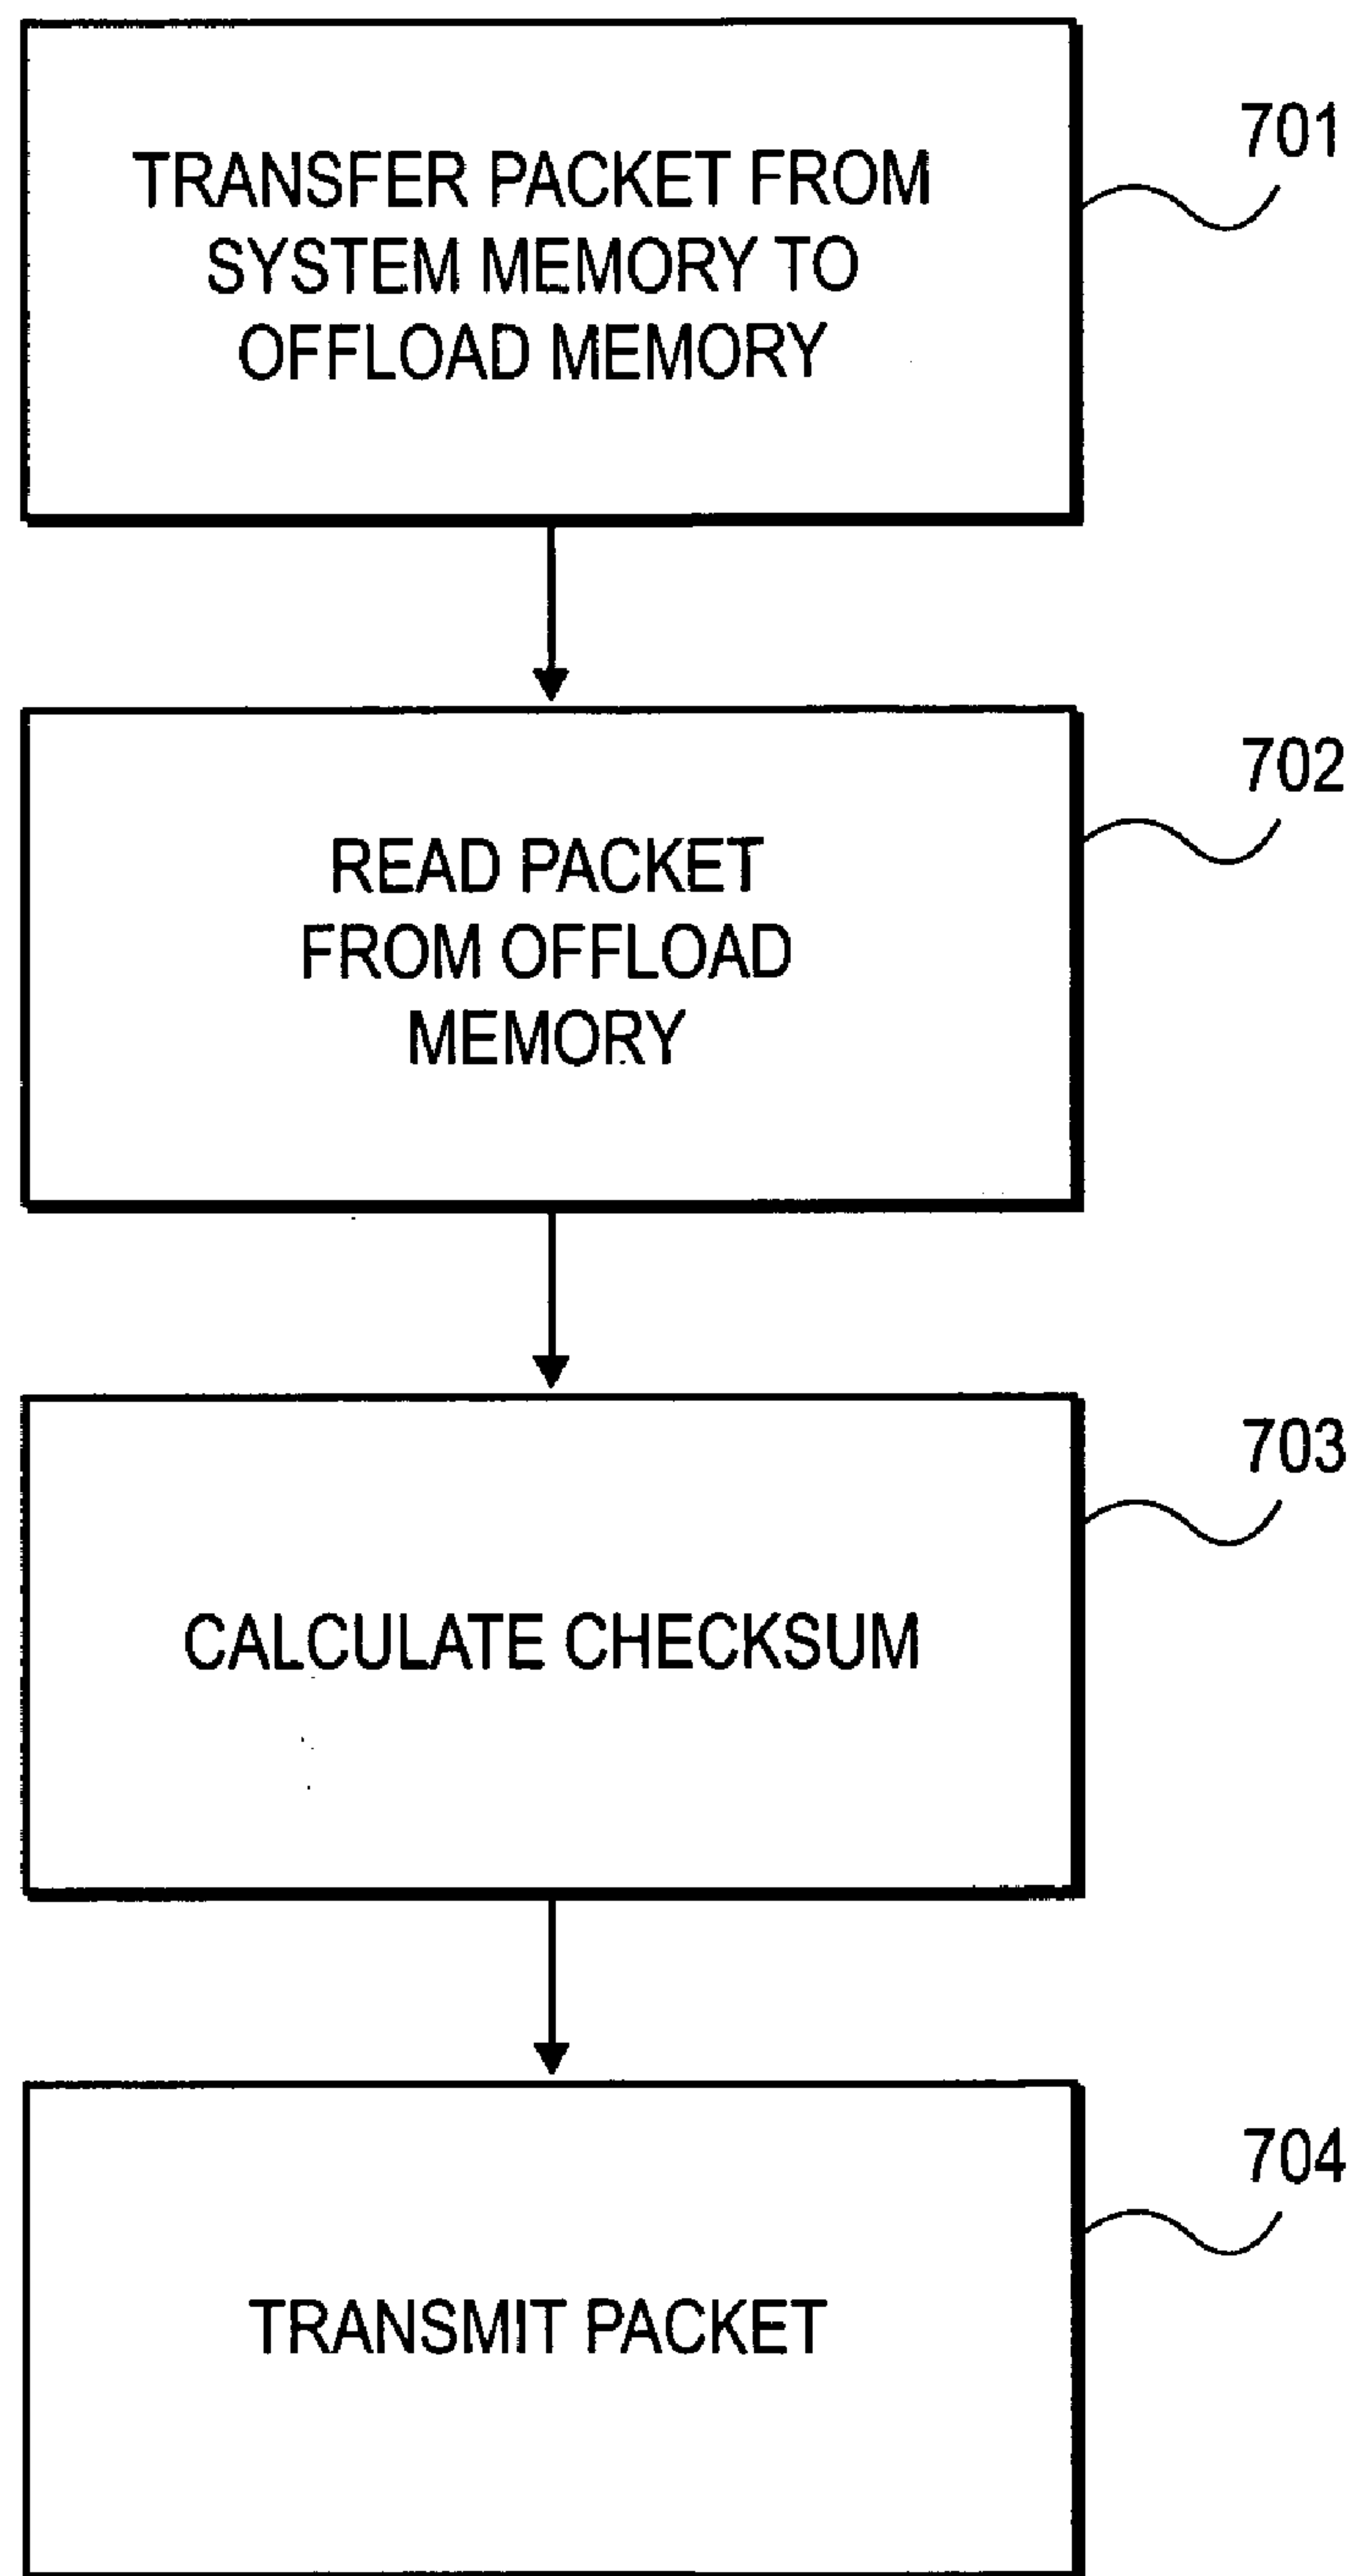 TRANSFER PACKET FROM
SYSTEM MEMORY TO
OFFLOAD MEMORY
701
READ PACKET
FROM OFFLOAD
MEMORY
702
CALCULATE CHECKSUM
703
TRANSMIT PACKET
704